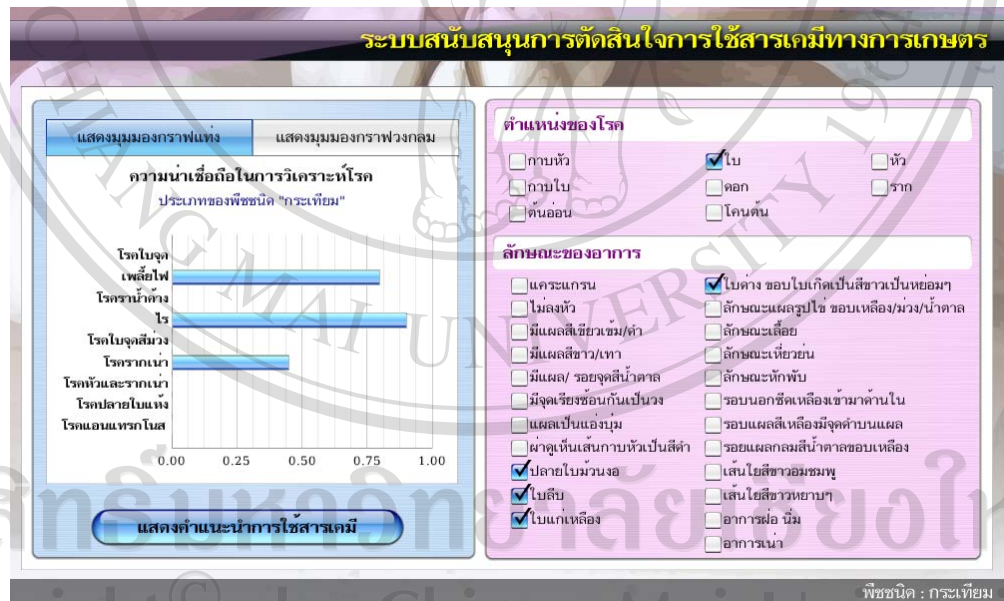 ระบบสนับสนุนการตัดสินใจการใช้สารเคมีทางการเกษตร
แสดงมุมมองกราฟแท่ง
แสดงมุมมองกราฟวงกลม
ความน่าเชื่อถือในการวิเคราะห์โรค
ประเภทของพืชชนิด "กระเทียม"
โรคใบจุด
เพลี้ยไฟ
โรคราน้ำค้าง
ไร
โรคใบจุดสีม่วง
โรครากเน่า
โรคหัวและรากเน่า
โรคปลายใบแห้ง
โรคแอนแทรกโนส
0.00 0.25 0.50 0.75 1.00
แสดงคำแนะนำการใช้สารเคมี
ตำแหน่งของโรค
กาบหัว ใบ หัว
กาบใบ ดอก ราก
ต้นอ่อน โคนต้น
ลักษณะของอาการ
แคระแกรน ใบด่าง ขอบใบเกิดเป็นสีขาวเป็นหย่อมๆ
ไม่ลงหัว ลักษณะแผลรูปไข่ ขอบเหลือง/ม่วง/น้ำตาล
มีแผลสีเขียวเข้ม/ดำ ลักษณะเลื้อย
มีแผลสีขาว/เทา ลักษณะเหี่ยวย่น
มีแผล/ รอยจุดสีน้ำตาล ลักษณะหักพับ
มีจุดเรียงซ้อนกันเป็นวง รอบนอกซีดเหลืองเข้ามาด้านใน
แผลเป็นแอ่งบุ๋ม รอบแผลสีเหลืองมีจุดดำบนแผล
ผ่าดูเห็นเส้นกาบหัวเป็นสีดำ รอยแผลกลมสีน้ำตาลขอบเหลือง
ปลายใบม้วนงอ เส้นใยสีขาวอมชมพู
ใบลีบ เส้นใยสีขาวหยาบๆ
ใบแก่เหลือง อาการฝ่อ นิ่ม
อาการเน่า
พืชชนิด : กระเทียม
CHIANG MAI UNIVERSITY